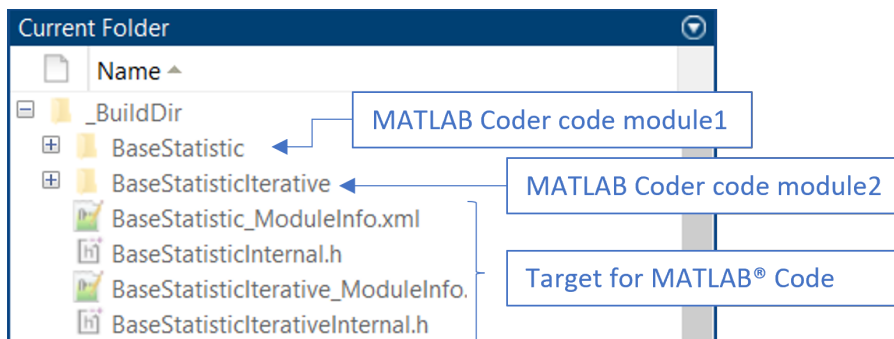 Current Folder
Name
_BuildDir
MATLAB Coder code module1
BaseStatistic
BaseStatisticIterative
MATLAB Coder code module2
BaseStatistic_ModuleInfo.xml
BaseStatisticInternal.h
Target for MATLAB® Code
BaseStatisticIterative_ModuleInfo.
BaseStatisticIterativeInternal.h